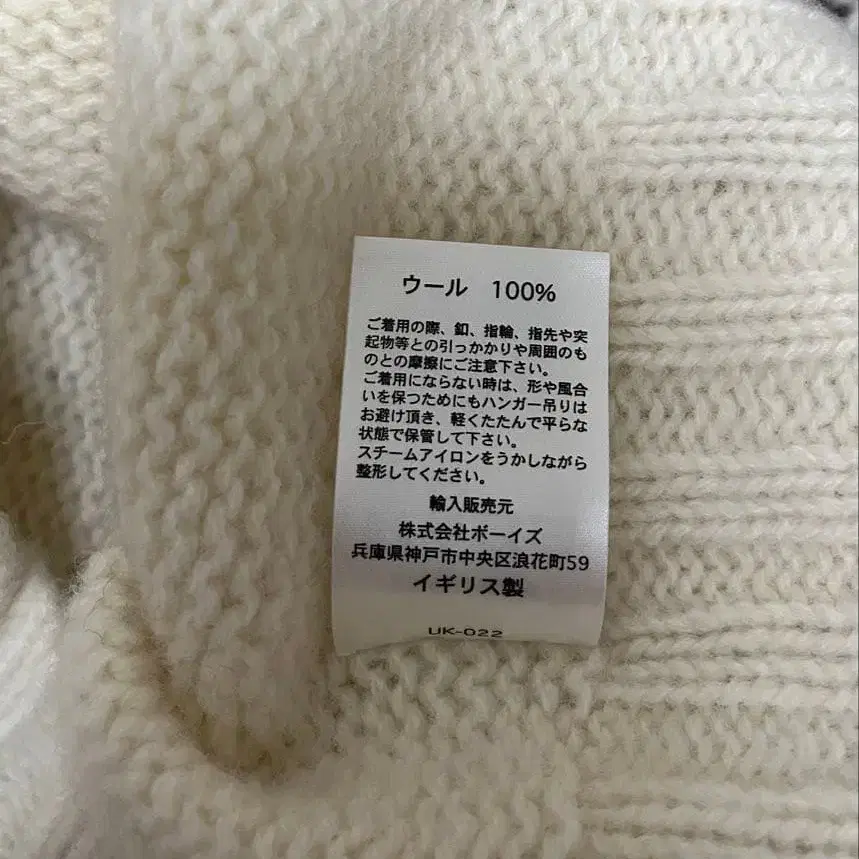 ウール 100%
ご着用の際、釦、指輪、指先や突
起物等との引っかかりや周囲のも
のとの摩擦にご注意下さい。
ご着用にならない時は、形や風合
いを保つためにもハンガー吊りは
お避け頂き、軽くたたんで平らな
状態で保管して下さい。
スチームアイロンをうかしながら
整形してください。
輸入販売元
株式会社ボーイズ
兵庫県神戸市中央区浪花町59
イギリス製
UK-022